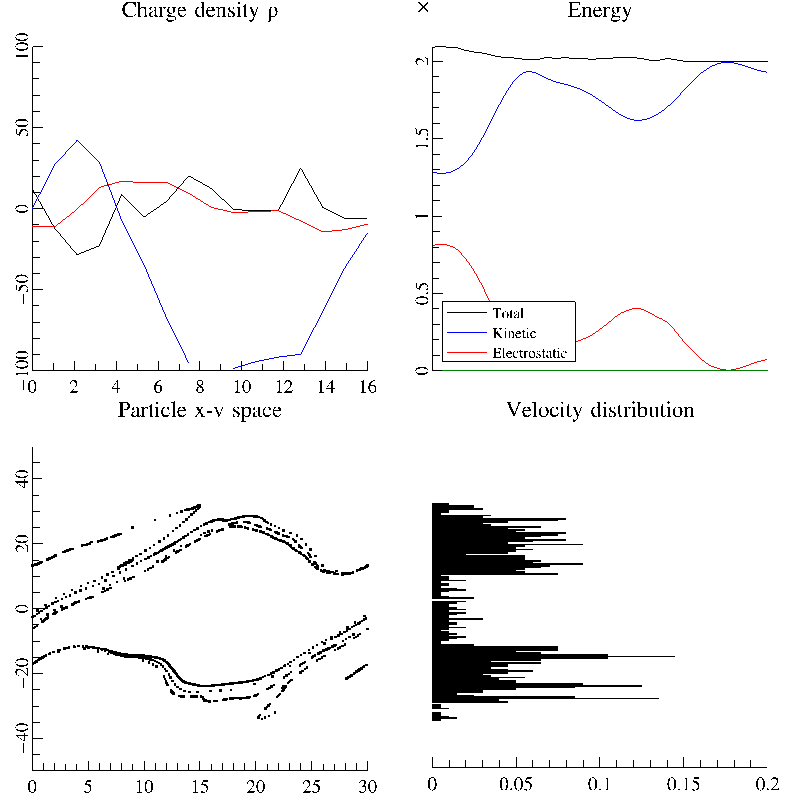 Charge density ρ
× Energy
100
50
0
−50
100
0 2 4 6 8 10 12 14 16
2
1.5
1
0.5
0
Total
Kinetic
Electrostatic
Particle x-v space
Velocity distribution
40
20
0
−20
−40
0 5 10 15 20 25 30
0 0.05 0.1 0.15 0.2